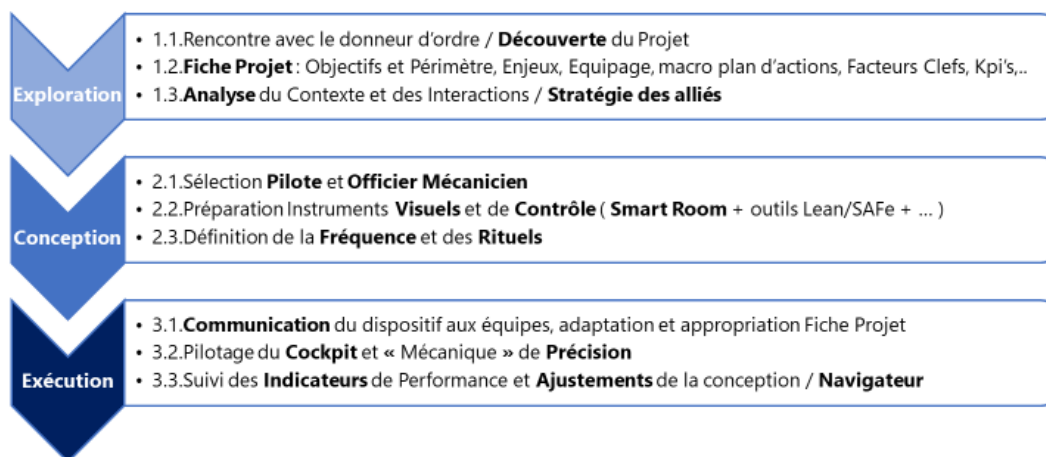 Exploration
• 1.1.Rencontre avec le donneur d'ordre / Découverte du Projet
• 1.2.Fiche Projet : Objectifs et Périmètre, Enjeux, Equipage, macro plan d'actions, Facteurs Clefs, Kpi's,..
• 1.3.Analyse du Contexte et des Interactions / Stratégie des alliés
Conception
• 2.1.Sélection Pilote et Officier Mécanicien
• 2.2.Préparation Instruments Visuels et de Contrôle ( Smart Room + outils Lean/SAFe + ... )
• 2.3.Définition de la Fréquence et des Rituels
Exécution
• 3.1.Communication du dispositif aux équipes, adaptation et appropriation Fiche Projet
• 3.2.Pilotage du Cockpit et « Mécanique » de Précision
• 3.3.Suivi des Indicateurs de Performance et Ajustements de la conception / Navigateur